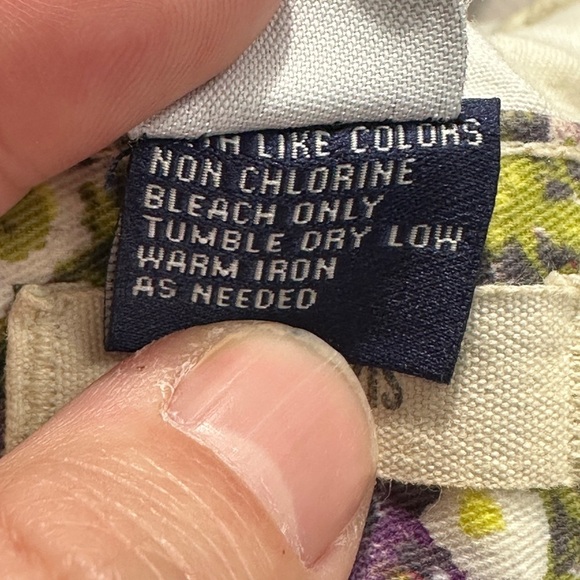 LIKE COLORS
NON CHLORINE
BLEACH ONLY
TUMBLE DRY LOW
WARM IRON
AS NEEDED